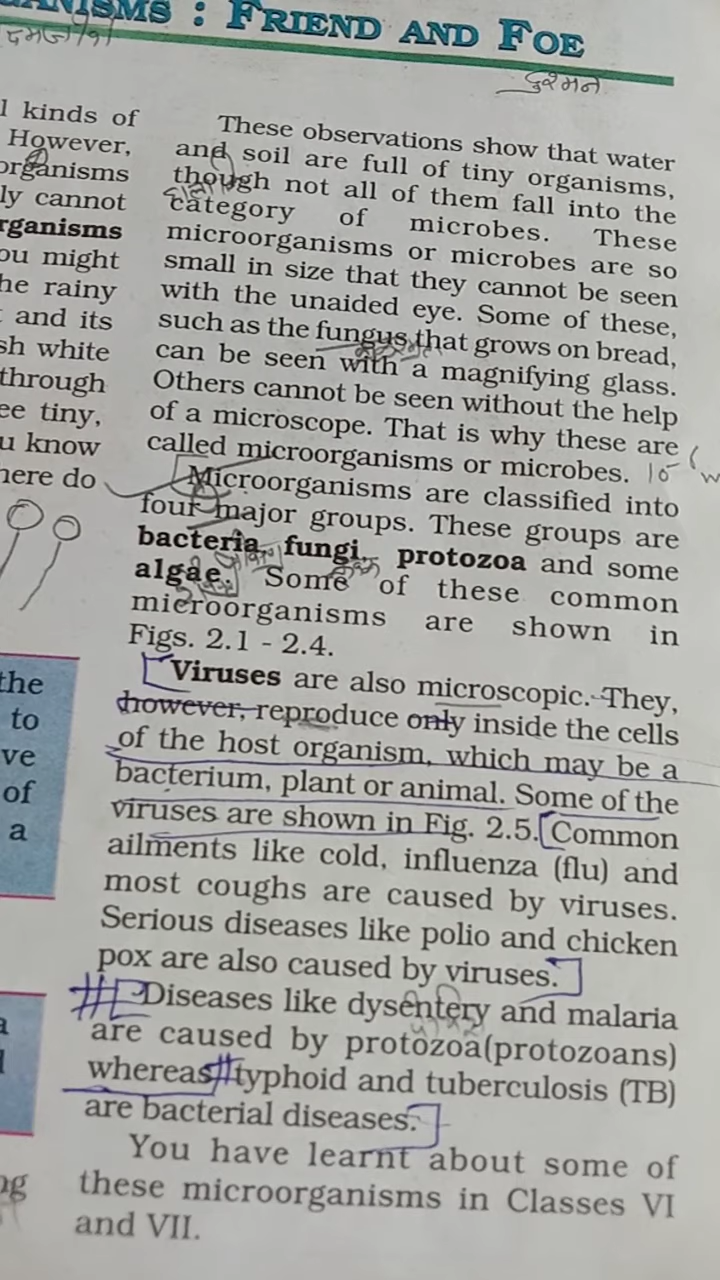 ANISMS : FRIEND AND FOE
दुश्मन
l kinds of
However,
organisms
ly cannot
rganisms
ou might
he rainy
and its
sh white
through
ee tiny,
u know
here do
the
to
ve
of
a
a
l
ng
These observations show that water
and soil are full of tiny organisms,
though not all of them fall into the
category of microbes. These
microorganisms or microbes are so
small in size that they cannot be seen
with the unaided eye. Some of these,
such as the fungus that grows on bread,
can be seen with a magnifying glass.
Others cannot be seen without the help
of a microscope. That is why these are
called microorganisms or microbes.
Microorganisms are classified into
four major groups. These groups are
bacteria, fungi, protozoa and some
algae. Some of these common
microorganisms are shown in
Figs. 2.1 - 2.4.
Viruses are also microscopic. They,
however, reproduce only inside the cells
of the host organism, which may be a
bacterium, plant or animal. Some of the
viruses are shown in Fig. 2.5. Common
ailments like cold, influenza (flu) and
most coughs are caused by viruses.
Serious diseases like polio and chicken
pox are also caused by viruses.
# Diseases like dysentery and malaria
are caused by protozoa(protozoans)
whereas # typhoid and tuberculosis (TB)
are bacterial diseases.
You have learnt about some of
these microorganisms in Classes VI
and VII.